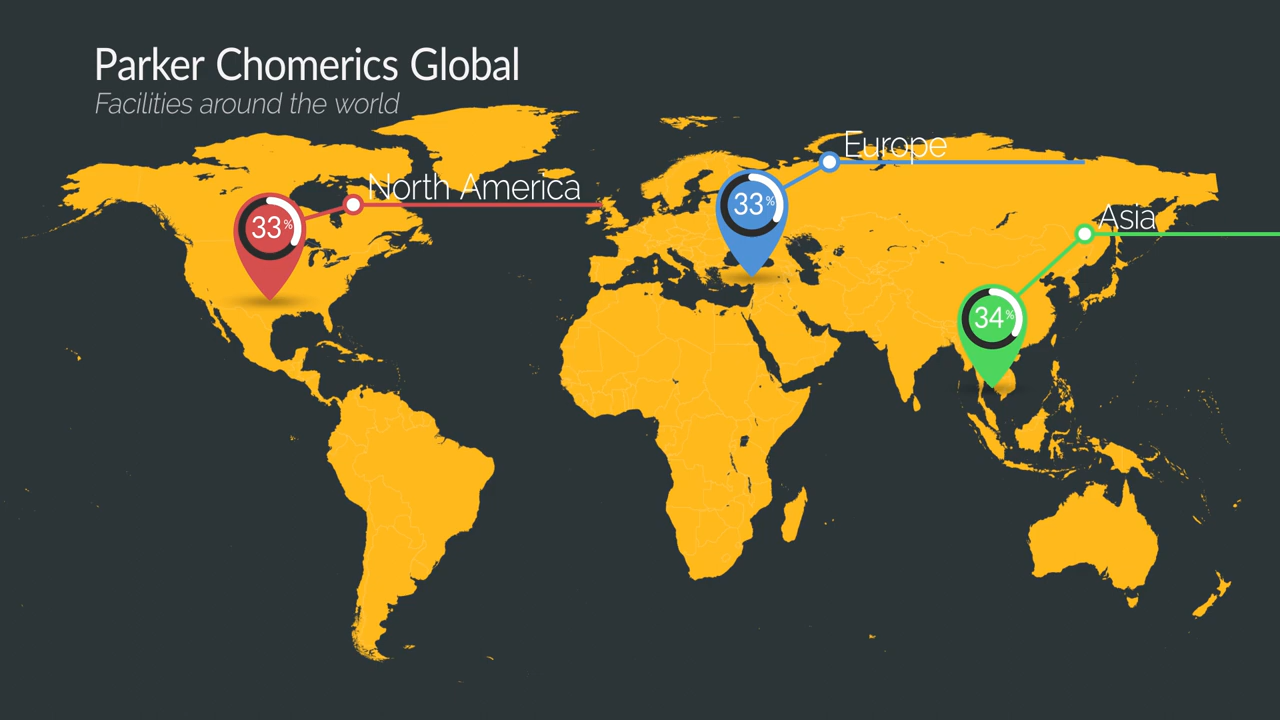 Parker Chomerics Global
Facilities around the world
Europe
North America
33%
33%
Asia
34%